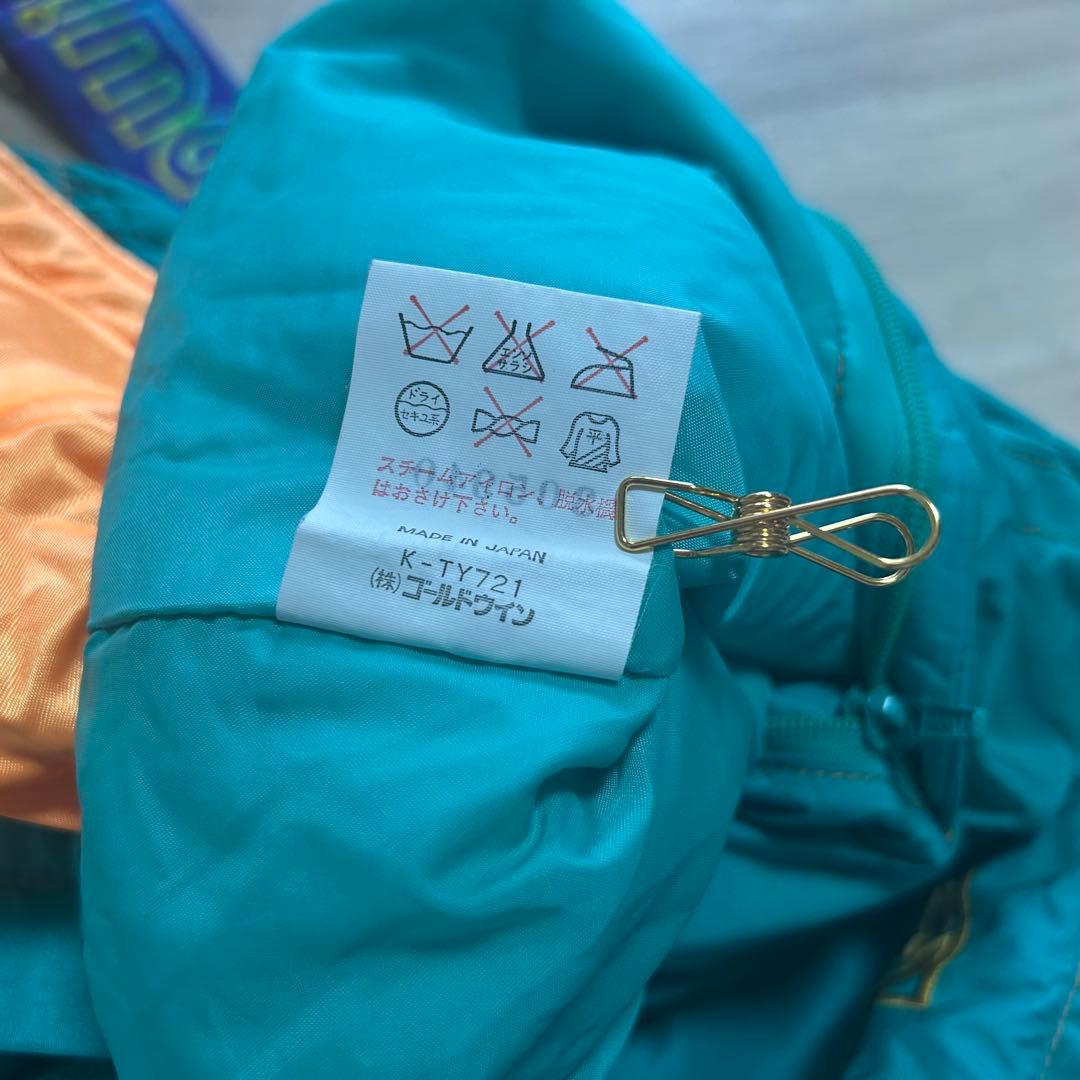 エンソ
サラシ
ドライ
セキユ系
平
スチームアイロン、脱水機
はおさけ下さい。
MADE IN JAPAN
K-TY721
(株)ゴールドウイン